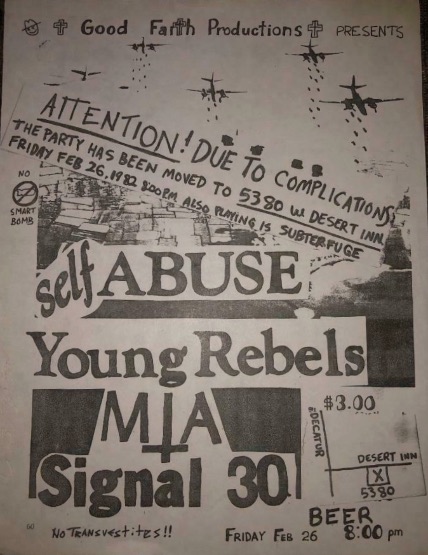 Good Faith Productions PRESENTS
ATTENTION! DUE TO COMPLICATIONS
THE PARTY HAS BEEN MOVED TO 5380 W DESERT INN
FRIDAY FEB 26, 1982 8:00 PM ALSO PLAYING IS SUBTERFUGE
NO
SMART
BOMB
Self ABUSE
Young Rebels
MIA
Signal 30
$3.00
DECATUR
DESERT INN
X
5380
BEER
No TRANSVESTITES!!
FRIDAY FEB 26 8:00 pm